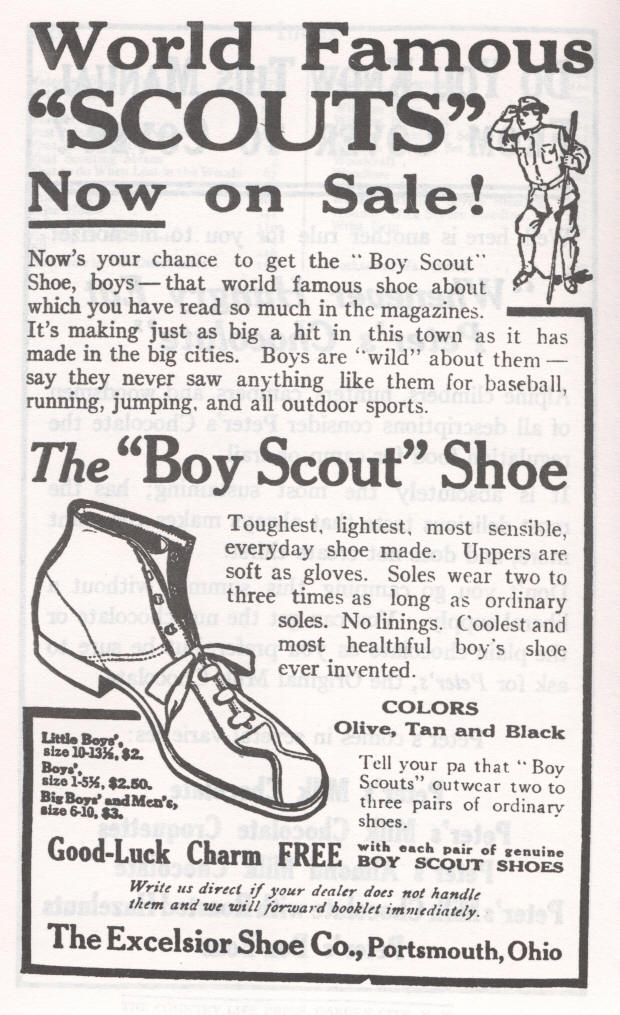 World Famous
"SCOUTS"
Now on Sale!
Now's your chance to get the "Boy Scout"
Shoe, boys — that world famous shoe about
which you have read so much in the magazines.
It's making just as big a hit in this town as it has
made in the big cities. Boys are "wild" about them —
say they never saw anything like them for baseball,
running, jumping, and all outdoor sports.
The "Boy Scout" Shoe
Toughest, lightest, most sensible,
everyday shoe made. Uppers are
soft as gloves. Soles wear two to
three times as long as ordinary
soles. No linings. Coolest and
most healthful boy's shoe
ever invented.
COLORS
Olive, Tan and Black
Little Boys',
size 10-13½, $2.
Boys',
size 1-5½, $2.50.
Big Boys' and Men's,
size 6-10, $3.
Tell your pa that "Boy
Scouts" outwear two to
three pairs of ordinary
shoes.
Good-Luck Charm FREE with each pair of genuine
BOY SCOUT SHOES
Write us direct if your dealer does not handle
them and we will forward booklet immediately.
The Excelsior Shoe Co., Portsmouth, Ohio